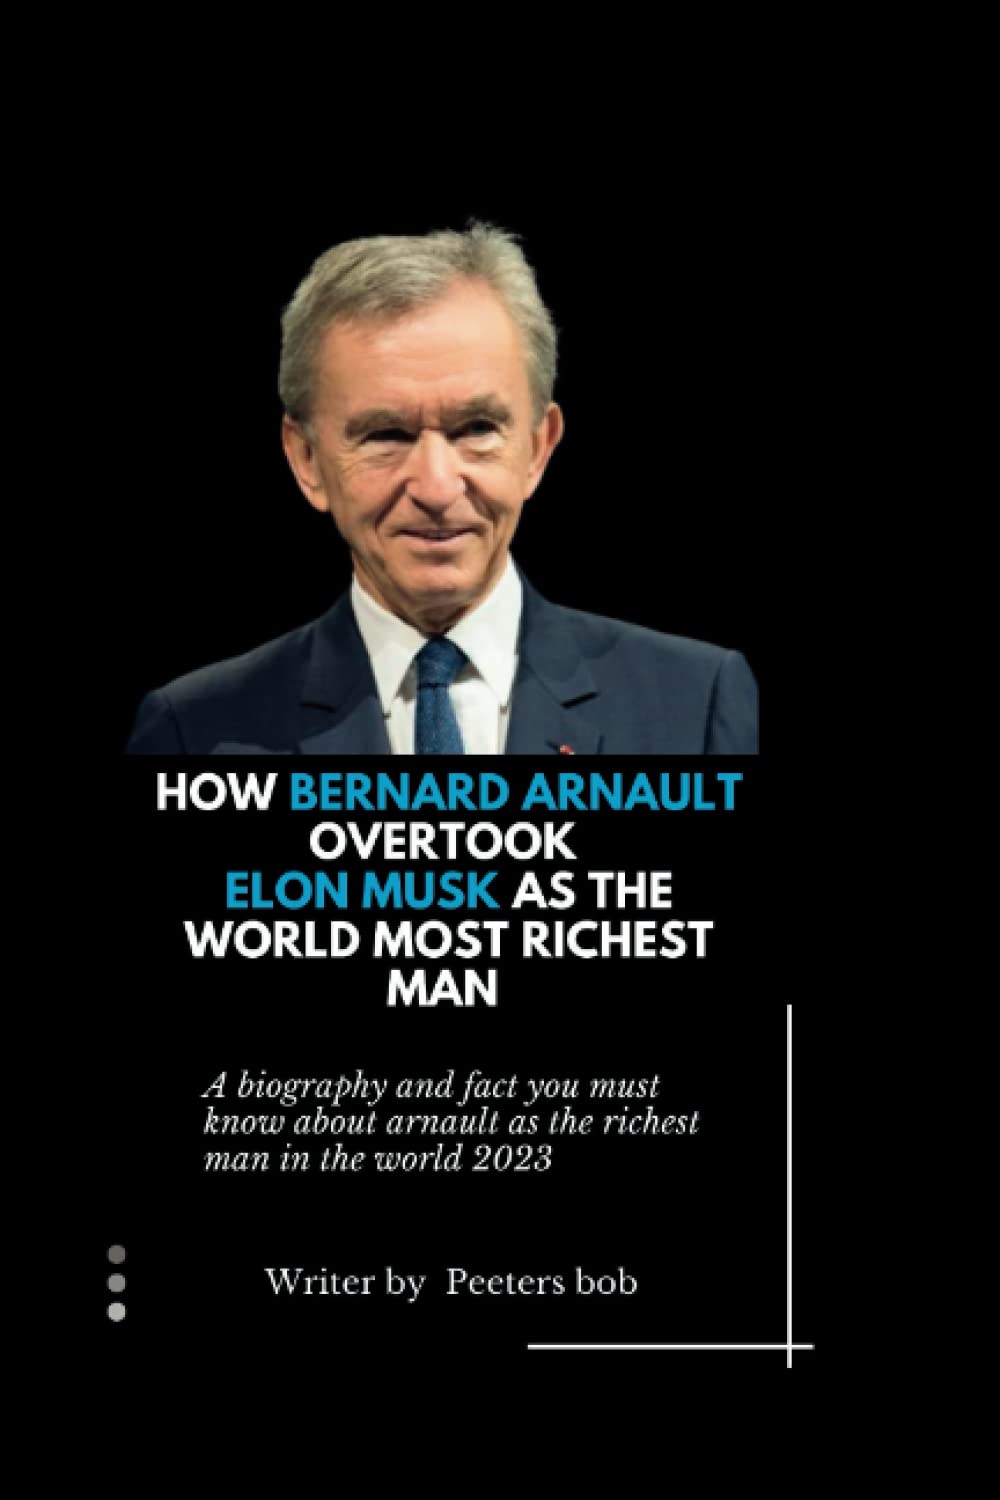 HOW BERNARD ARNAULT
OVERTOOK
ELON MUSK AS THE
WORLD MOST RICHEST
MAN
A biography and fact you must
know about arnault as the richest
man in the world 2023
Writer by Peeters bob